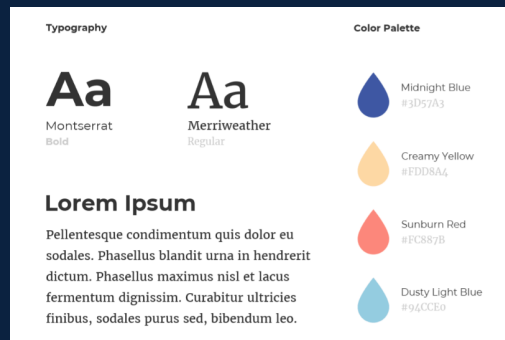 Typography
Aa
Montserrat
Bold
Aa
Merriweather
Regular
Lorem Ipsum
Pellentesque condimentum quis dolor eu
sodales. Phasellus blandit urna in hendrerit
dictum. Phasellus maximus nisl et lacus
fermentum dignissim. Curabitur ultricies
finibus, sodales purus sed, bibendum leo.
Color Palette
Midnight Blue
#3D57A3
Creamy Yellow
#FDD8A4
Sunburn Red
#FC887B
Dusty Light Blue
#94CCE0